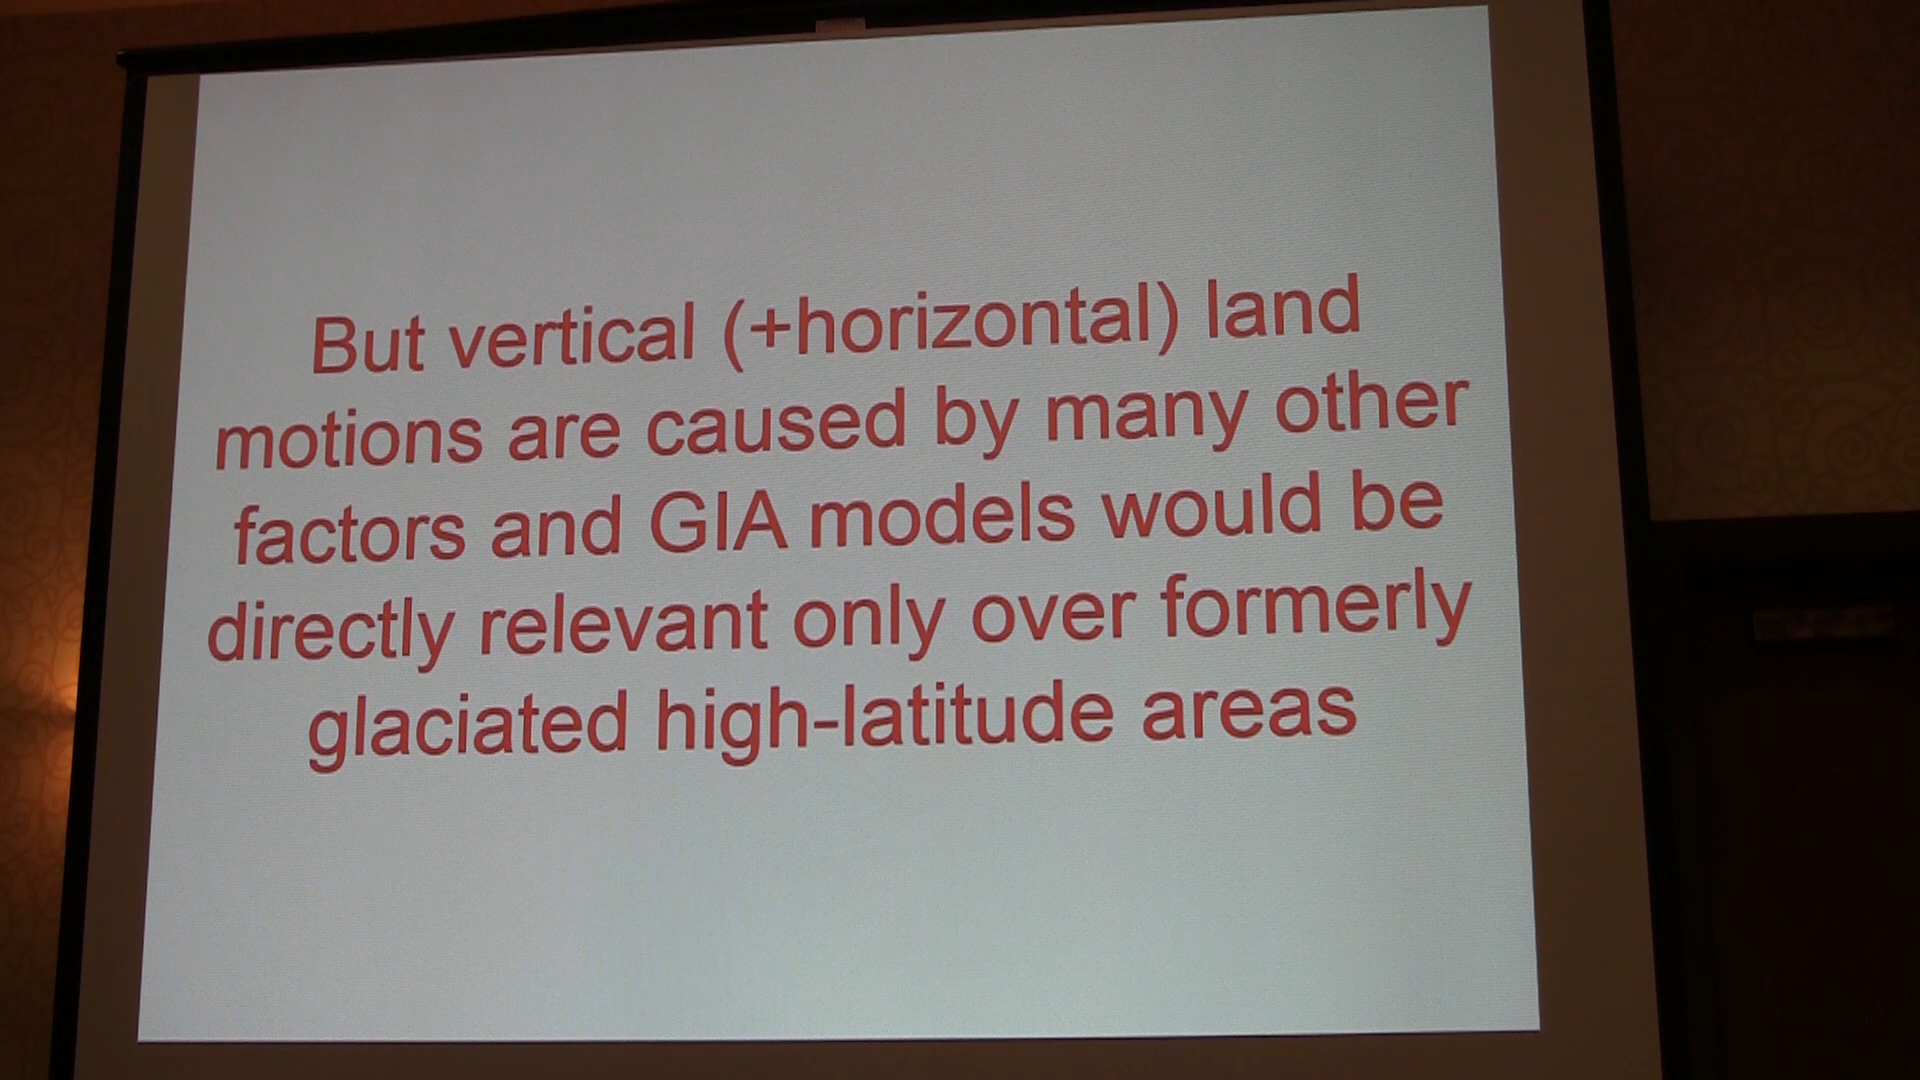 But vertical (+horizontal) land
motions are caused by many other
factors and GIA models would be
directly relevant only over formerly
glaciated high-latitude areas